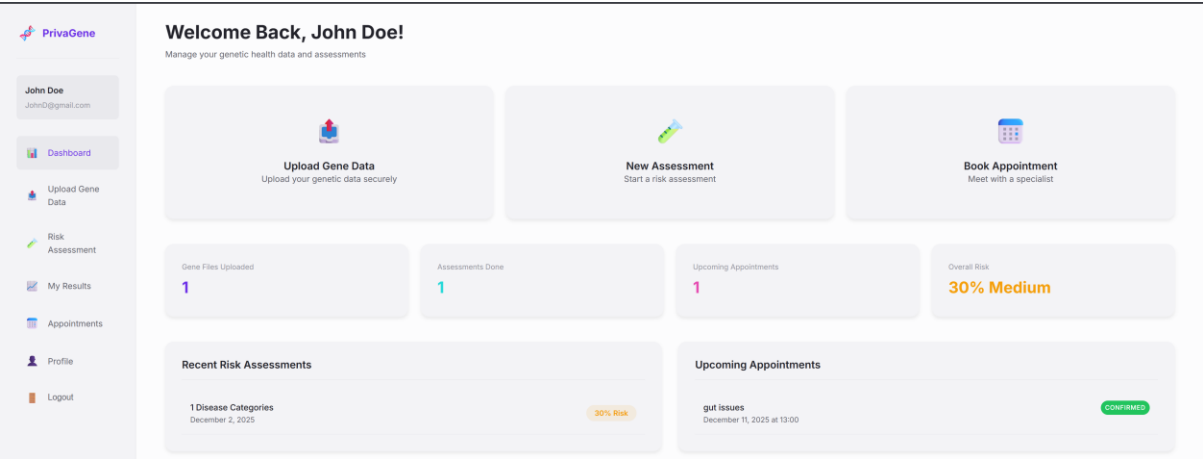 PrivaGene
John Doe
JohnD@gmail.com
Dashboard
Upload Gene
Data
Risk
Assessment
My Results
Appointments
Profile
Logout
Welcome Back, John Doe!
Manage your genetic health data and assessments
Upload Gene Data
Upload your genetic data securely
New Assessment
Start a risk assessment
Book Appointment
Meet with a specialist
Gene Files Uploaded
1
Assessments Done
1
Upcoming Appointments
1
Overall Risk
30% Medium
Recent Risk Assessments
1 Disease Categories
December 2, 2025
30% Risk
Upcoming Appointments
gut issues
December 11, 2025 at 13:00
CONFIRMED